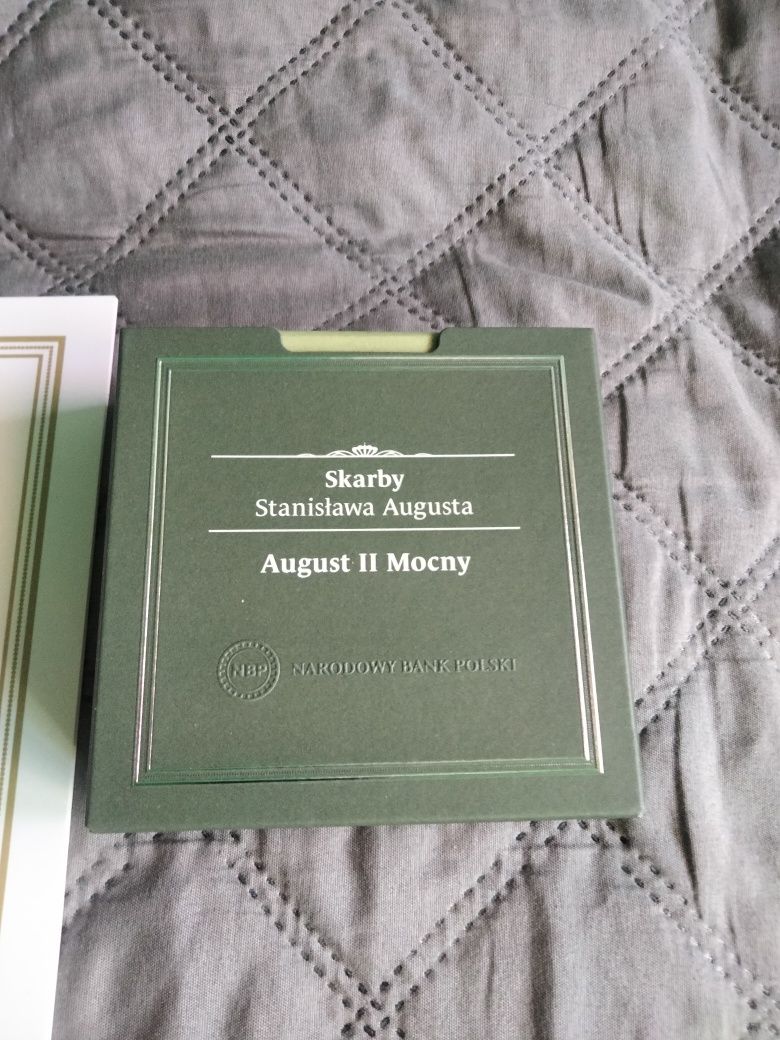 Skarby
Stanisława Augusta
August II Mocny
NBP NARODOWY BANK POLSKI